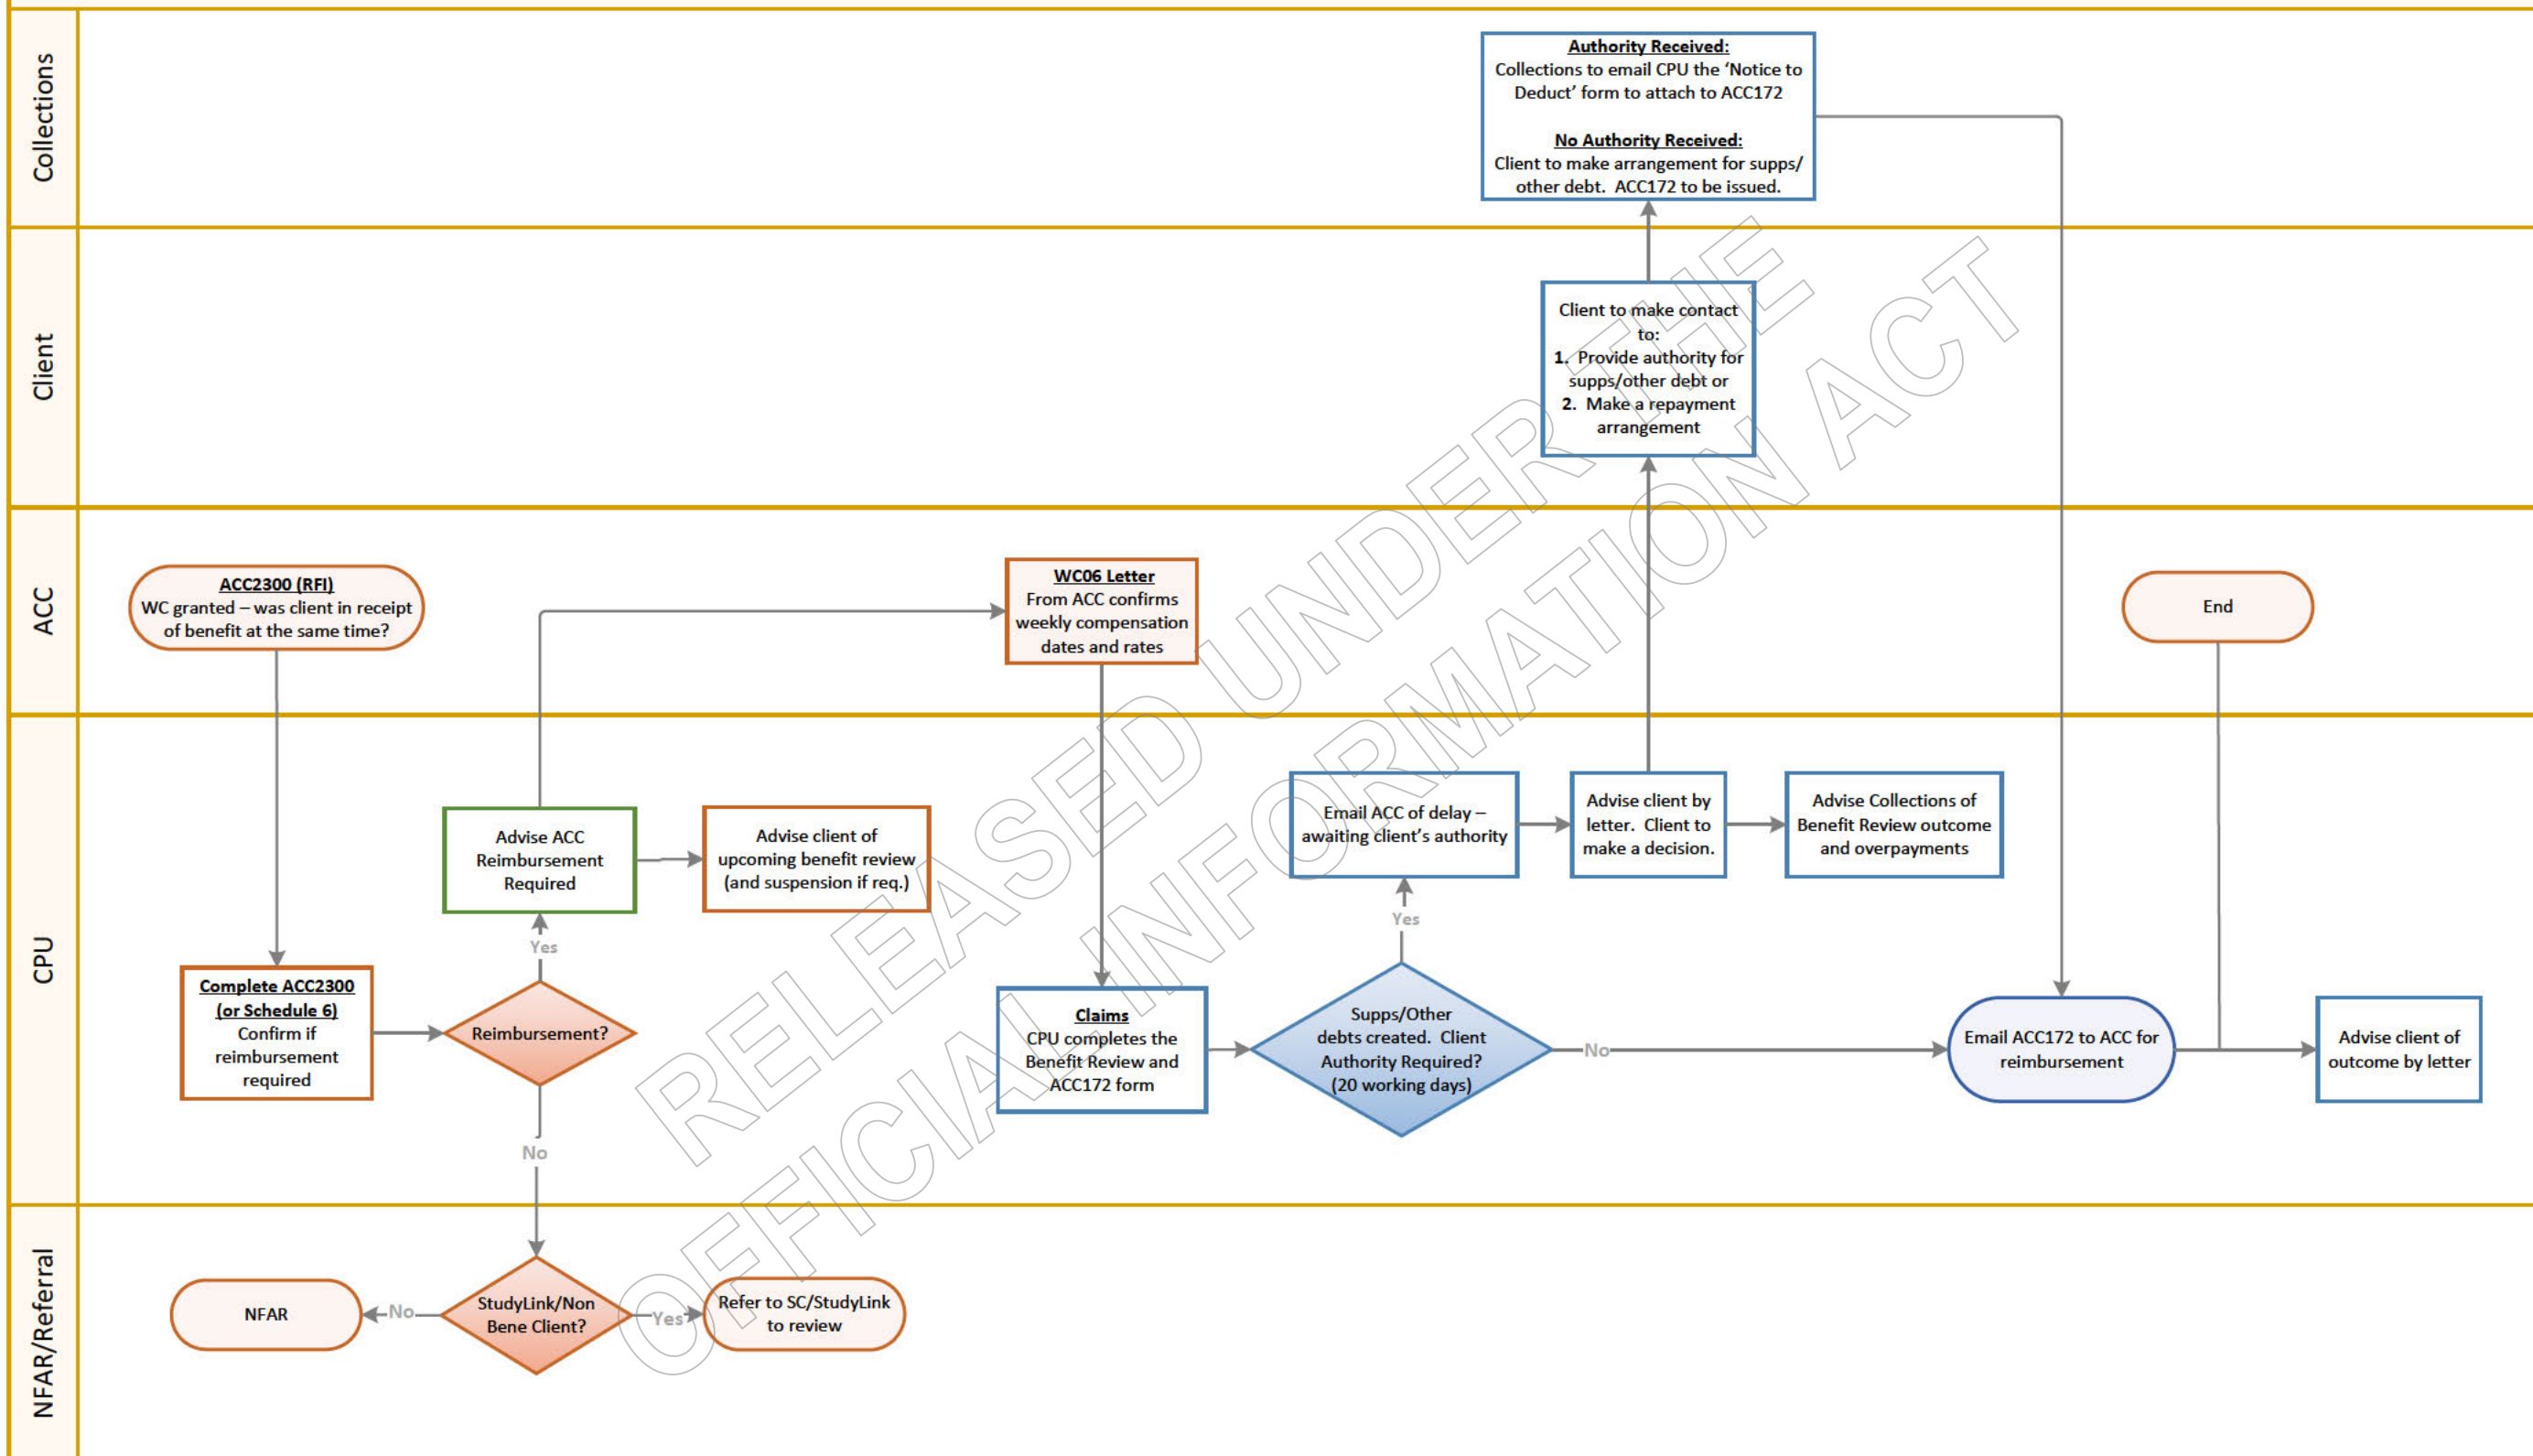 Collections
Authority Received:
Collections to email CPU the ‘Notice to
Deduct’ form to attach to ACC172
No Authority Received:
Client to make arrangement for supps/
other debt.  ACC172 to be issued.
Client
Client to make contact
to:
1.  Provide authority for
supps/other debt or
2.  Make a repayment
arrangement
ACC
ACC2300 (RFI)
WC granted – was client in receipt
of benefit at the same time?
WC06 Letter
From ACC confirms
weekly compensation
dates and rates
End
CPU
Complete ACC2300
(or Schedule 6)
Confirm if
reimbursement
required
Reimbursement?
Yes
No
Advise ACC
Reimbursement
Required
Advise client of
upcoming benefit review
(and suspension if req.)
Claims
CPU completes the
Benefit Review and
ACC172 form
Supps/Other
debts created.  Client
Authority Required?
(20 working days)
Yes
No
Email ACC of delay –
awaiting client’s authority
Advise client by
letter.  Client to
make a decision.
Advise Collections of
Benefit Review outcome
and overpayments
Email ACC172 to ACC for
reimbursement
Advise client of
outcome by letter
NFAR/Referral
NFAR
No
StudyLink/Non
Bene Client?
Yes
Refer to SC/StudyLink
to review
RELEASED UNDER THE
OFFICIAL INFORMATION ACT